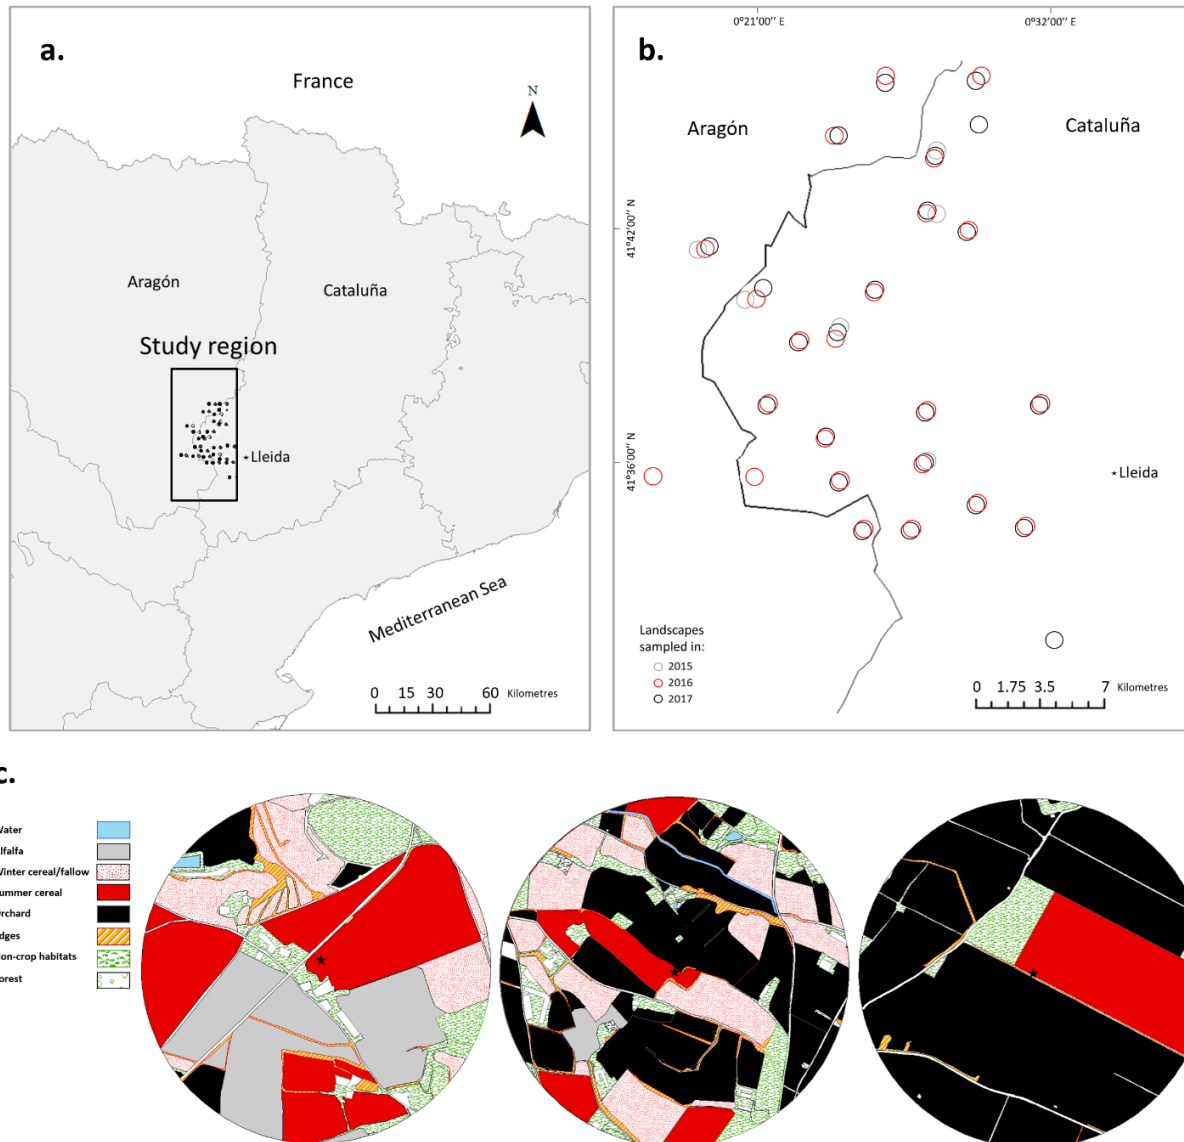 a.
France
N
Aragón
Cataluña
Study region
Lleida
Mediterranean Sea
0 15 30 60 Kilometres
b.
0°21'00'' E
0°32'00'' E
Aragón
Cataluña
41°42'00'' N
41°36'00'' N
Lleida
Landscapes
sampled in:
2015
2016
2017
0 1.75 3.5 7 Kilometres
c.
Water
lfalfa
Winter cereal/fallow
ummer cereal
Orchard
dges
on-crop habitats
orest